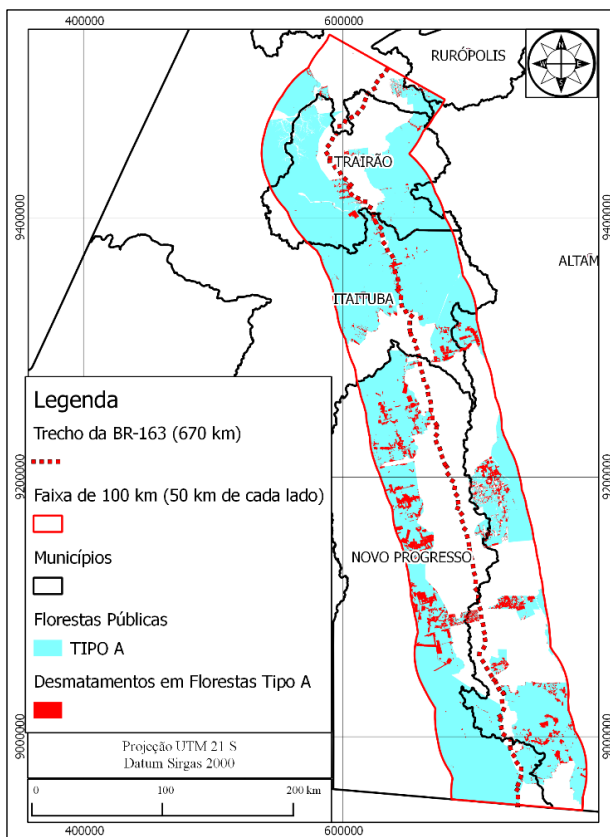 400000
600000
RURÓPOLIS
TRAIRÃO
9400000
9400000
ALTAM
ITAITUBA
Legenda
Trecho da BR-163 (670 km)
Faixa de 100 km (50 km de cada lado)
9200000
9200000
Municípios
NOVO PROGRESSO
Florestas Públicas
TIPO A
Desmatamentos em Florestas Tipo A
9000000
9000000
Projeção UTM 21 S
Datum Sirgas 2000
0 100 200 km
400000
600000